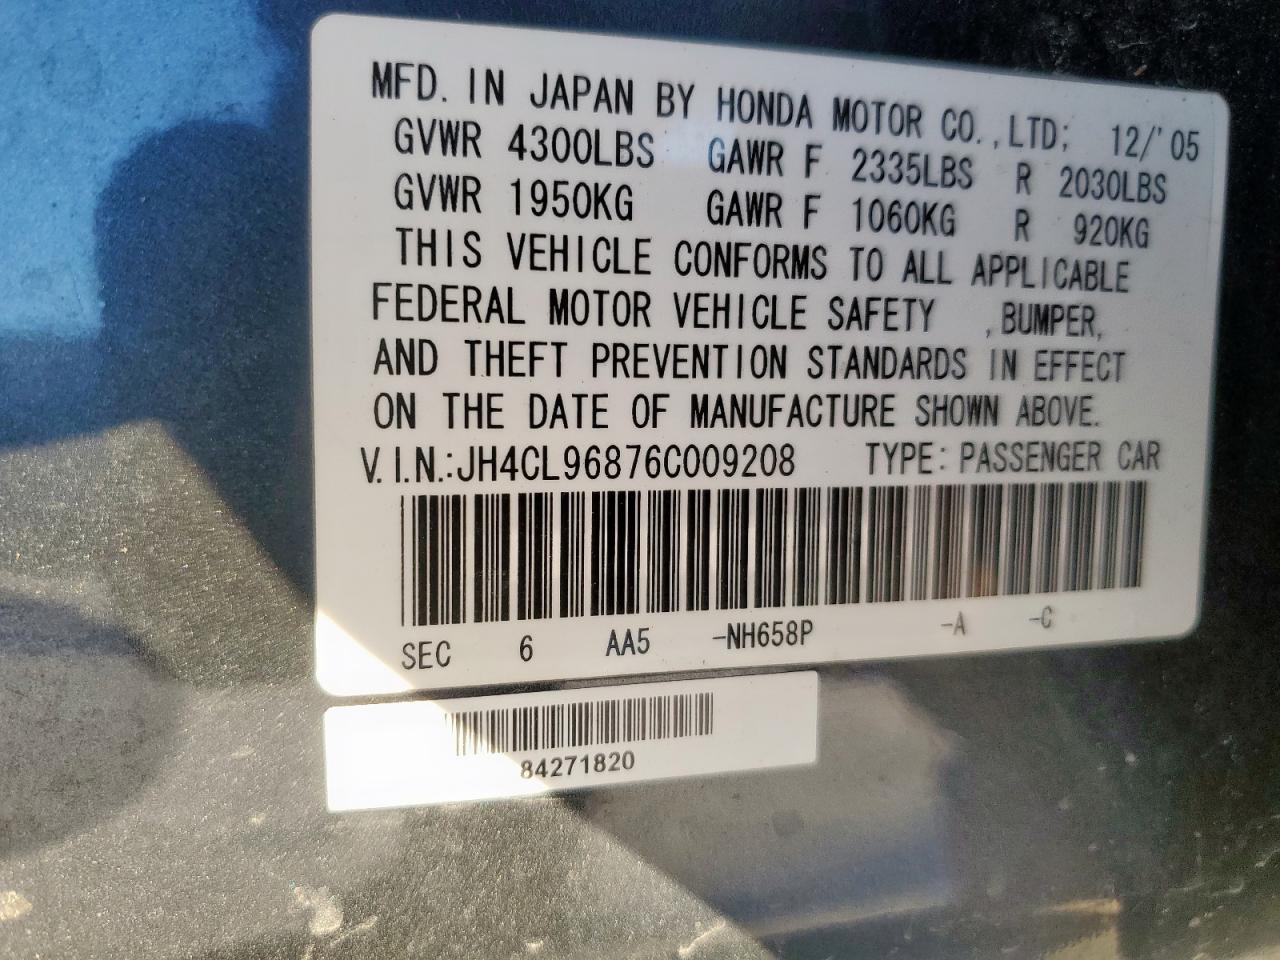 MFD. IN JAPAN BY HONDA MOTOR CO.,LTD; 12/'05
GVWR 4300LBS GAWR F 2335LBS R 2030LBS
GVWR 1950KG GAWR F 1060KG R 920KG
THIS VEHICLE CONFORMS TO ALL APPLICABLE
FEDERAL MOTOR VEHICLE SAFETY ,BUMPER,
AND THEFT PREVENTION STANDARDS IN EFFECT
ON THE DATE OF MANUFACTURE SHOWN ABOVE.
V.I.N.:JH4CL96876C009208 TYPE: PASSENGER CAR
SEC 6 AA5 -NH658P -A -C
84271820